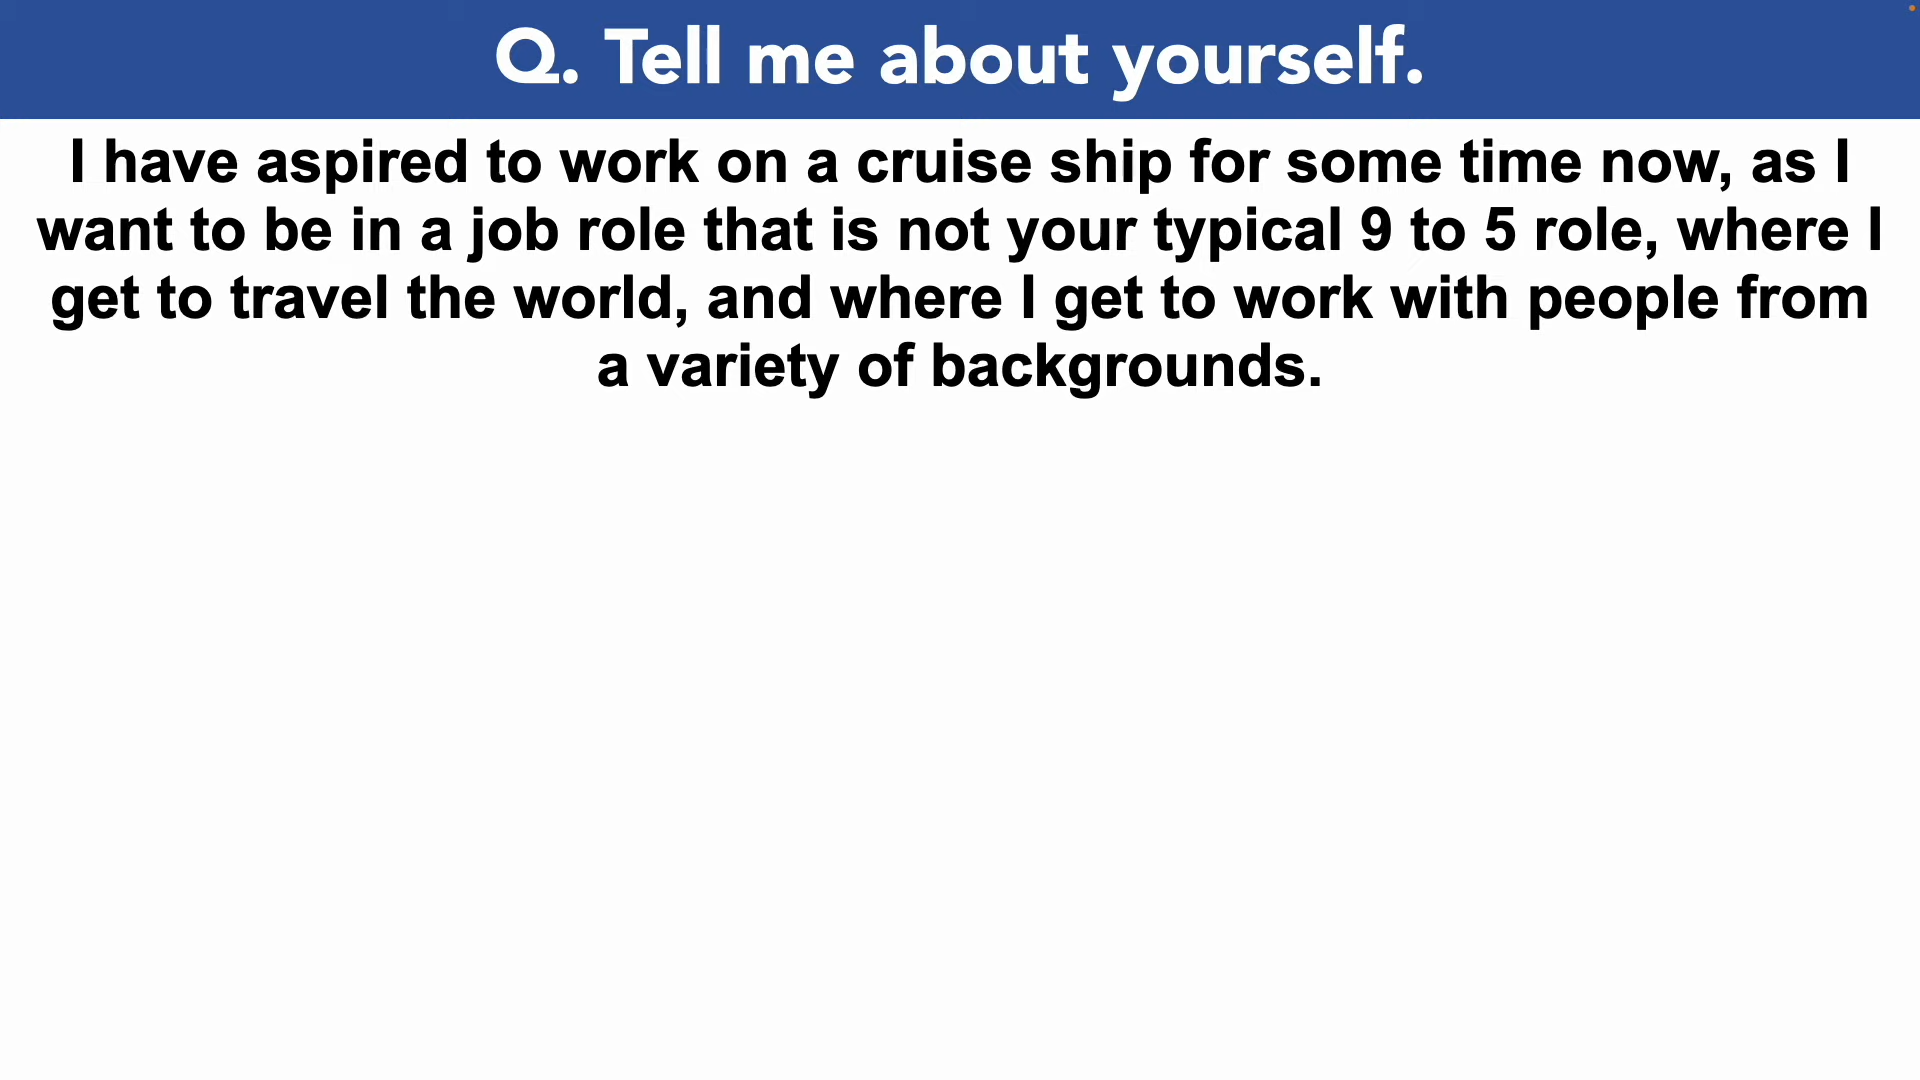 Q. Tell me about yourself.
I have aspired to work on a cruise ship for some time now, as I
want to be in a job role that is not your typical 9 to 5 role, where I
get to travel the world, and where I get to work with people from
a variety of backgrounds.